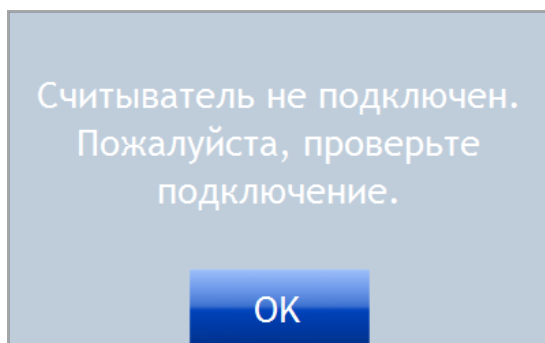 Считыватель не подключен.
Пожалуйста, проверьте
подключение.
OK